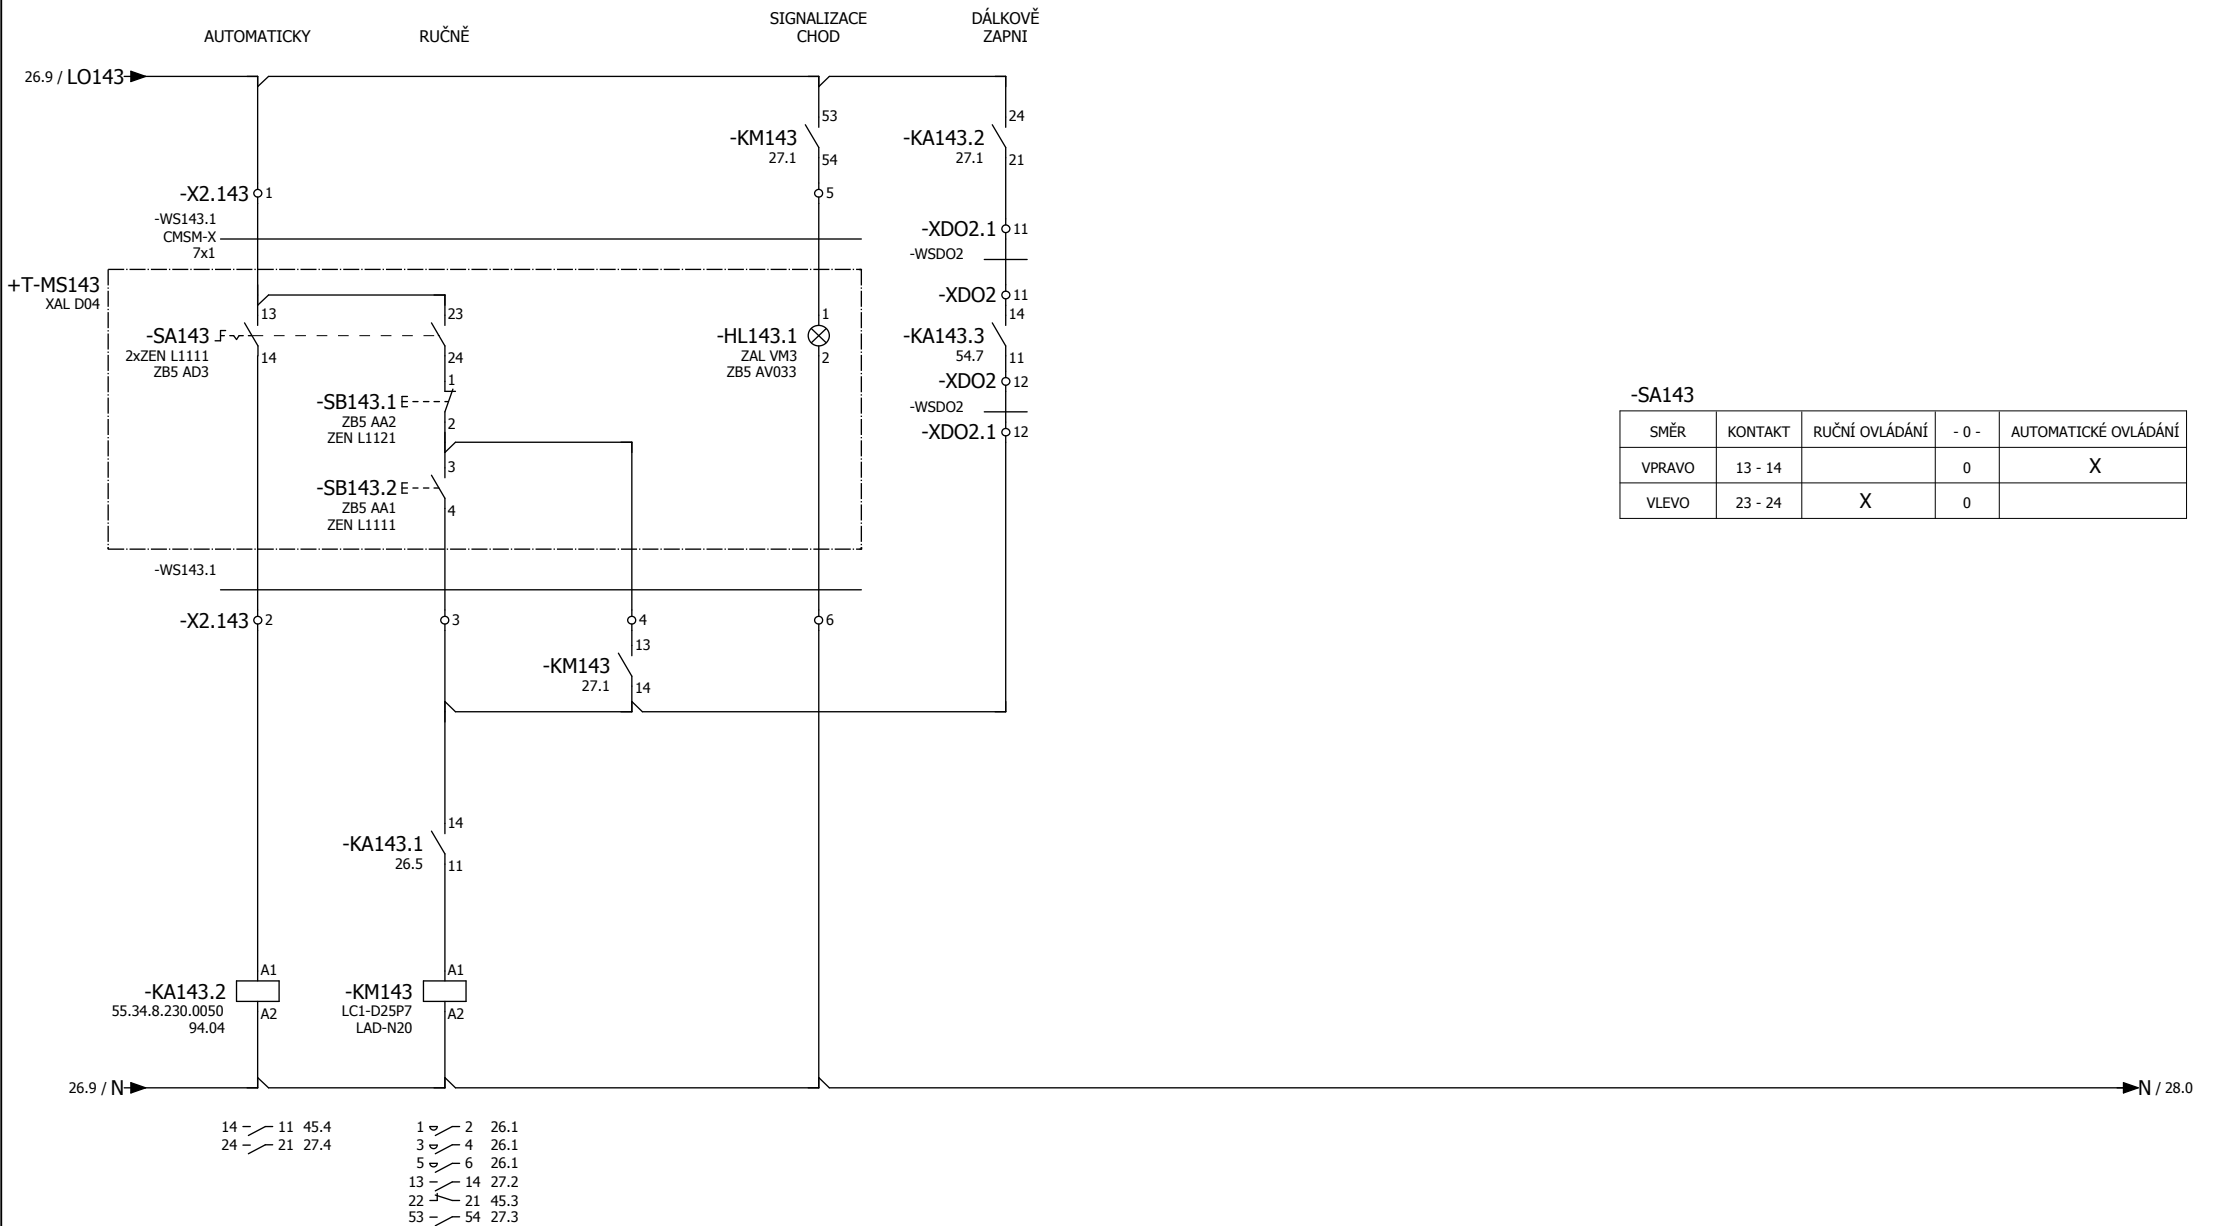 AUTOMATICKY
RUČNĚ
SIGNALIZACE
CHOD
DÁLKOVĚ
ZAPNI
26.9 / LO143
53
-KM143
27.1
54
24
-KA143.2
27.1
21
-X2.143
1
5
-WS143.1
CMSM-X
7x1
-XDO2.1
11
-WSDO2
+T-MS143
XAL D04
-XDO2
11
13
-SA143
2xZEN L1111
ZB5 AD3
14
23
24
1
-HL143.1
ZAL VM3
ZB5 AV033
2
14
-KA143.3
54.7
11
-XDO2
12
-WSDO2
-XDO2.1
12
1
-SB143.1
ZB5 AA2
ZEN L1121
2
3
-SB143.2
ZB5 AA1
ZEN L1111
4
-SA143
SMĚR KONTAKT RUČNÍ OVLÁDÁNÍ - 0 - AUTOMATICKÉ OVLÁDÁNÍ
VPRAVO 13 - 14 0 X
VLEVO 23 - 24 X 0
-WS143.1
-X2.143
2
3
4
6
13
-KM143
27.1
14
14
-KA143.1
26.5
11
A1
-KA143.2
55.34.8.230.0050
94.04
A2
A1
-KM143
LC1-D25P7
LAD-N20
A2
26.9 / N
N / 28.0
14 11 45.4
24 21 27.4
1 2 26.1
3 4 26.1
5 6 26.1
13 14 27.2
22 21 45.3
53 54 27.3